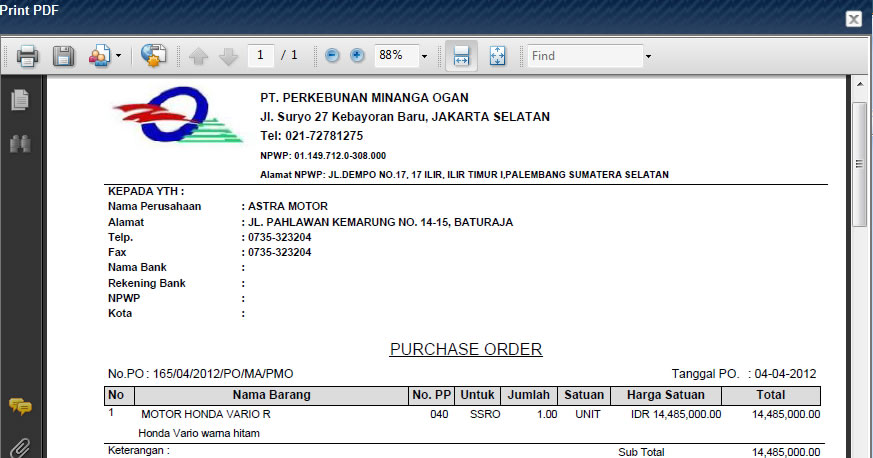 Print PDF
1 / 1 88% Find
PT. PERKEBUNAN MINANGA OGAN
Jl. Suryo 27 Kebayoran Baru, JAKARTA SELATAN
Tel: 021-72781275
NPWP: 01.149.712.0-308.000
Alamat NPWP: JL.DEMPO NO.17, 17 ILIR, ILIR TIMUR I,PALEMBANG SUMATERA SELATAN
KEPADA YTH :
Nama Perusahaan : ASTRA MOTOR
Alamat : JL. PAHLAWAN KEMARUNG NO. 14-15, BATURAJA
Telp. : 0735-323204
Fax : 0735-323204
Nama Bank :
Rekening Bank :
NPWP :
Kota :
PURCHASE ORDER
No.PO : 165/04/2012/PO/MA/PMO Tanggal PO. : 04-04-2012
No Nama Barang No. PP Untuk Jumlah Satuan Harga Satuan Total
1 MOTOR HONDA VARIO R 040 SSRO 1.00 UNIT IDR 14,485,000.00 14,485,000.00
Honda Vario warna hitam
Keterangan : Sub Total 14,485,000.00